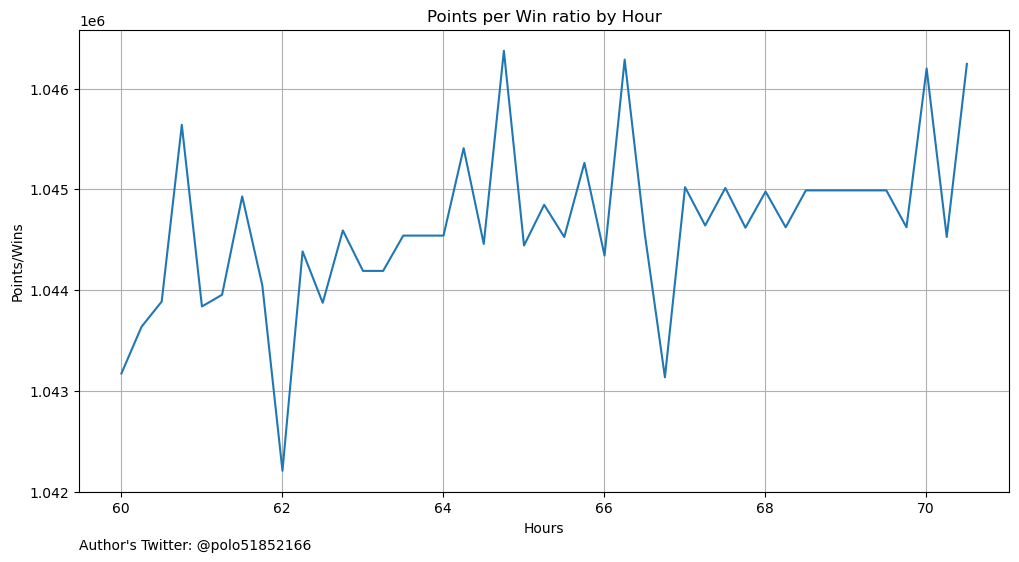 Points per Win ratio by Hour
1e6
1.046
1.045
1.044
1.043
1.042
Points/Wins
60 62 64 66 68 70
Hours
Author's Twitter: @polo51852166